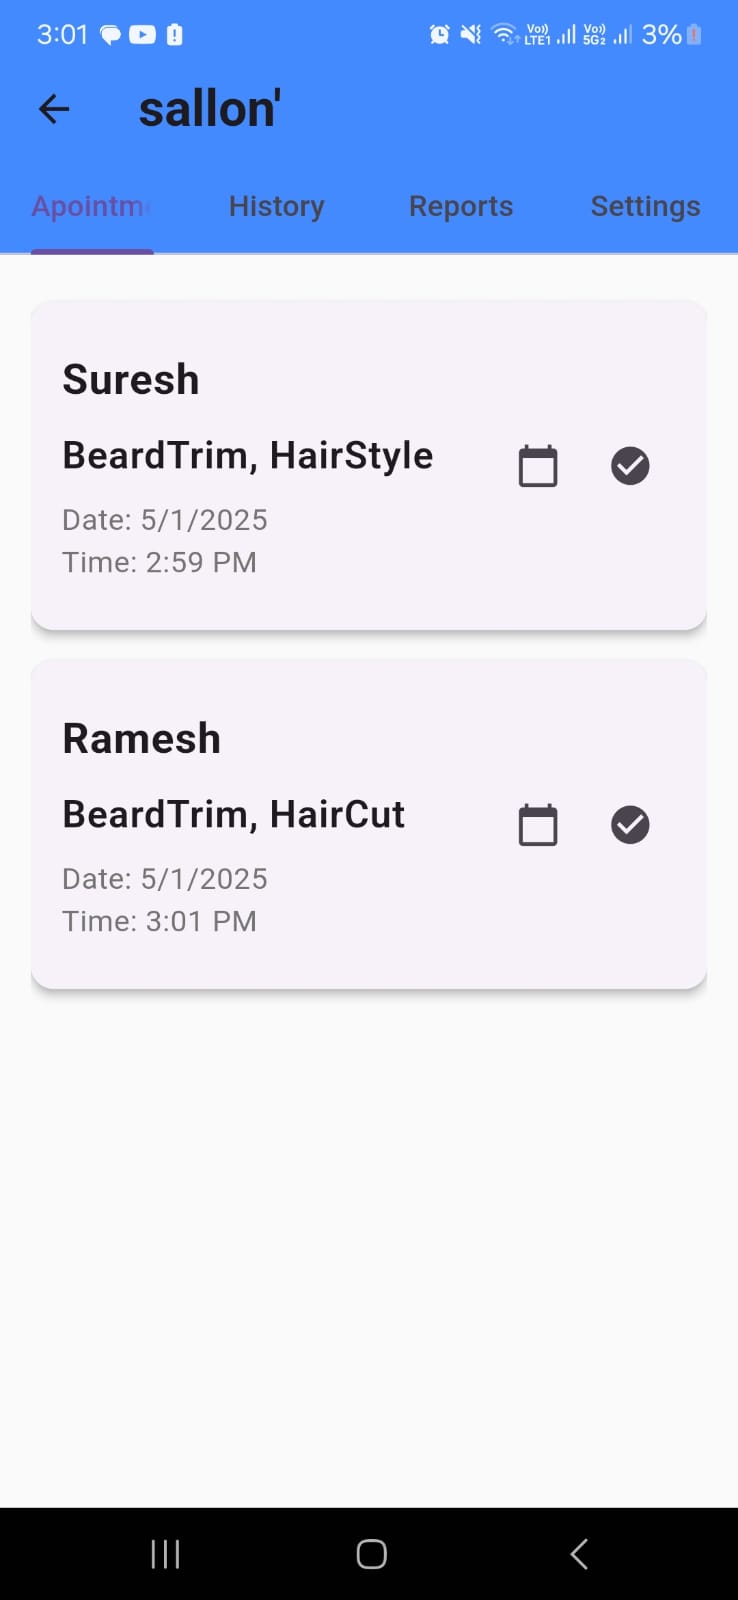 3:01 Vo)) LTE1 Vo)) 5G2 3%
sallon'
Apointm History Reports Settings
Suresh
BeardTrim, HairStyle
Date: 5/1/2025
Time: 2:59 PM
Ramesh
BeardTrim, HairCut
Date: 5/1/2025
Time: 3:01 PM